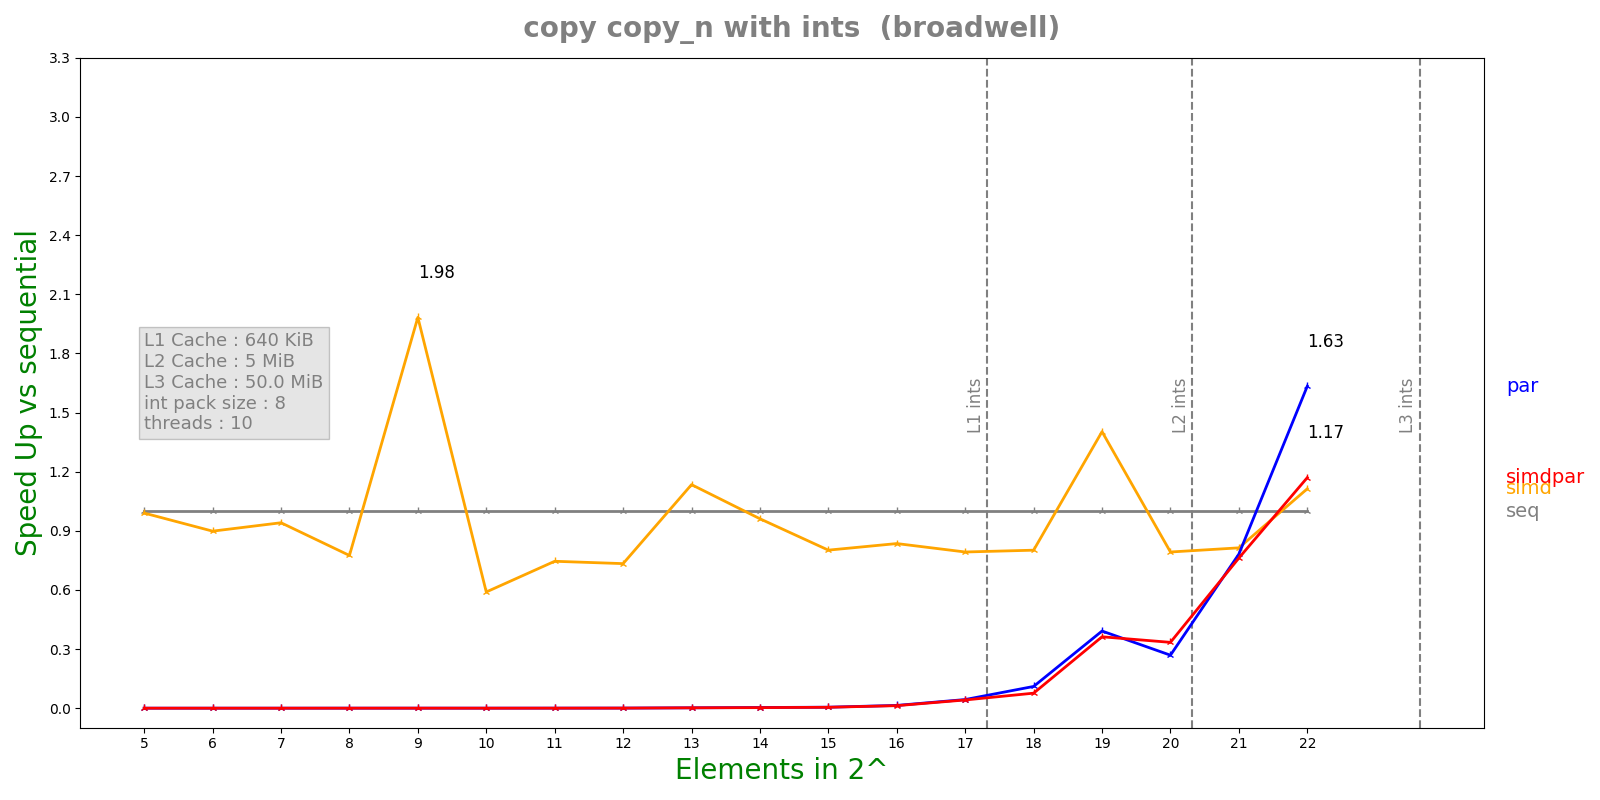 copy copy_n with ints  (broadwell)
Speed Up vs sequential
3.3
3.0
2.7
2.4
2.1
1.8
1.5
1.2
0.9
0.6
0.3
0.0
L1 Cache : 640 KiB
L2 Cache : 5 MiB
L3 Cache : 50.0 MiB
int pack size : 8
threads : 10
1.98
L1 ints
L2 ints
L3 ints
1.63
1.17
par
simdpar
simd
seq
5 6 7 8 9 10 11 12 13 14 15 16 17 18 19 20 21 22
Elements in 2^